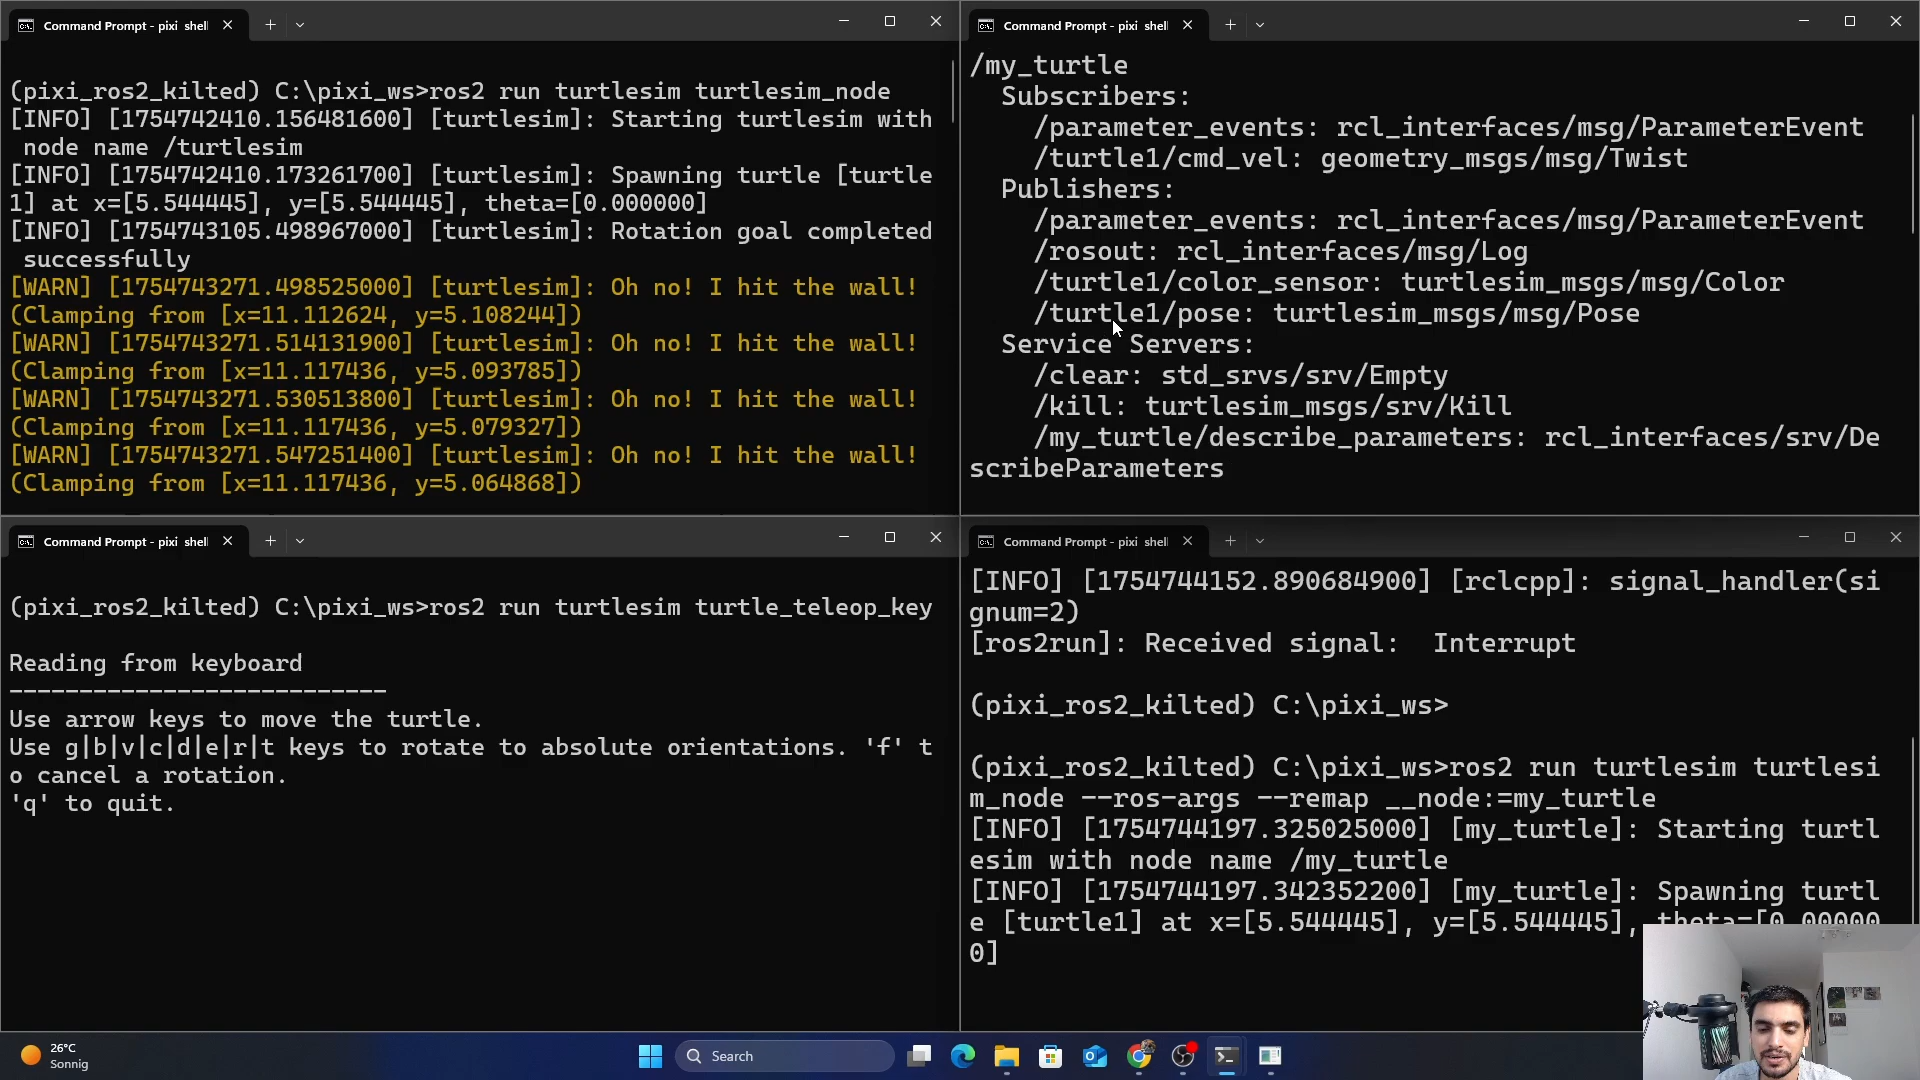 Command Prompt - pixi shell
(pixi_ros2_kilted) C:\pixi_ws>ros2 run turtlesim turtlesim_node
[INFO] [1754742410.156481600] [turtlesim]: Starting turtlesim with
node name /turtlesim
[INFO] [1754742410.173261700] [turtlesim]: Spawning turtle [turtle
1] at x=[5.544445], y=[5.544445], theta=[0.000000]
[INFO] [1754743105.498967000] [turtlesim]: Rotation goal completed
successfully
[WARN] [1754743271.498525000] [turtlesim]: Oh no! I hit the wall!
(Clamping from [x=11.112624, y=5.108244])
[WARN] [1754743271.514131900] [turtlesim]: Oh no! I hit the wall!
(Clamping from [x=11.117436, y=5.093785])
[WARN] [1754743271.530513800] [turtlesim]: Oh no! I hit the wall!
(Clamping from [x=11.117436, y=5.079327])
[WARN] [1754743271.547251400] [turtlesim]: Oh no! I hit the wall!
(Clamping from [x=11.117436, y=5.064868])
Command Prompt - pixi shell
/my_turtle
Subscribers:
/parameter_events: rcl_interfaces/msg/ParameterEvent
/turtle1/cmd_vel: geometry_msgs/msg/Twist
Publishers:
/parameter_events: rcl_interfaces/msg/ParameterEvent
/rosout: rcl_interfaces/msg/Log
/turtle1/color_sensor: turtlesim_msgs/msg/Color
/turtle1/pose: turtlesim_msgs/msg/Pose
Service Servers:
/clear: std_srvs/srv/Empty
/kill: turtlesim_msgs/srv/Kill
/my_turtle/describe_parameters: rcl_interfaces/srv/De
scribeParameters
Command Prompt - pixi shell
(pixi_ros2_kilted) C:\pixi_ws>ros2 run turtlesim turtle_teleop_key
Reading from keyboard
---------------------------
Use arrow keys to move the turtle.
Use g|b|v|c|d|e|r|t keys to rotate to absolute orientations. 'f' t
o cancel a rotation.
'q' to quit.
Command Prompt - pixi shell
[INFO] [1754744152.890684900] [rclcpp]: signal_handler(si
gnum=2)
[ros2run]: Received signal:  Interrupt
(pixi_ros2_kilted) C:\pixi_ws>
(pixi_ros2_kilted) C:\pixi_ws>ros2 run turtlesim turtlesi
m_node --ros-args --remap __node:=my_turtle
[INFO] [1754744197.325025000] [my_turtle]: Starting turtl
esim with node name /my_turtle
[INFO] [1754744197.342352200] [my_turtle]: Spawning turtl
e [turtle1] at x=[5.544445], y=[5.544445], theta=[0.00000
0]
26°C
Sonnig
Search